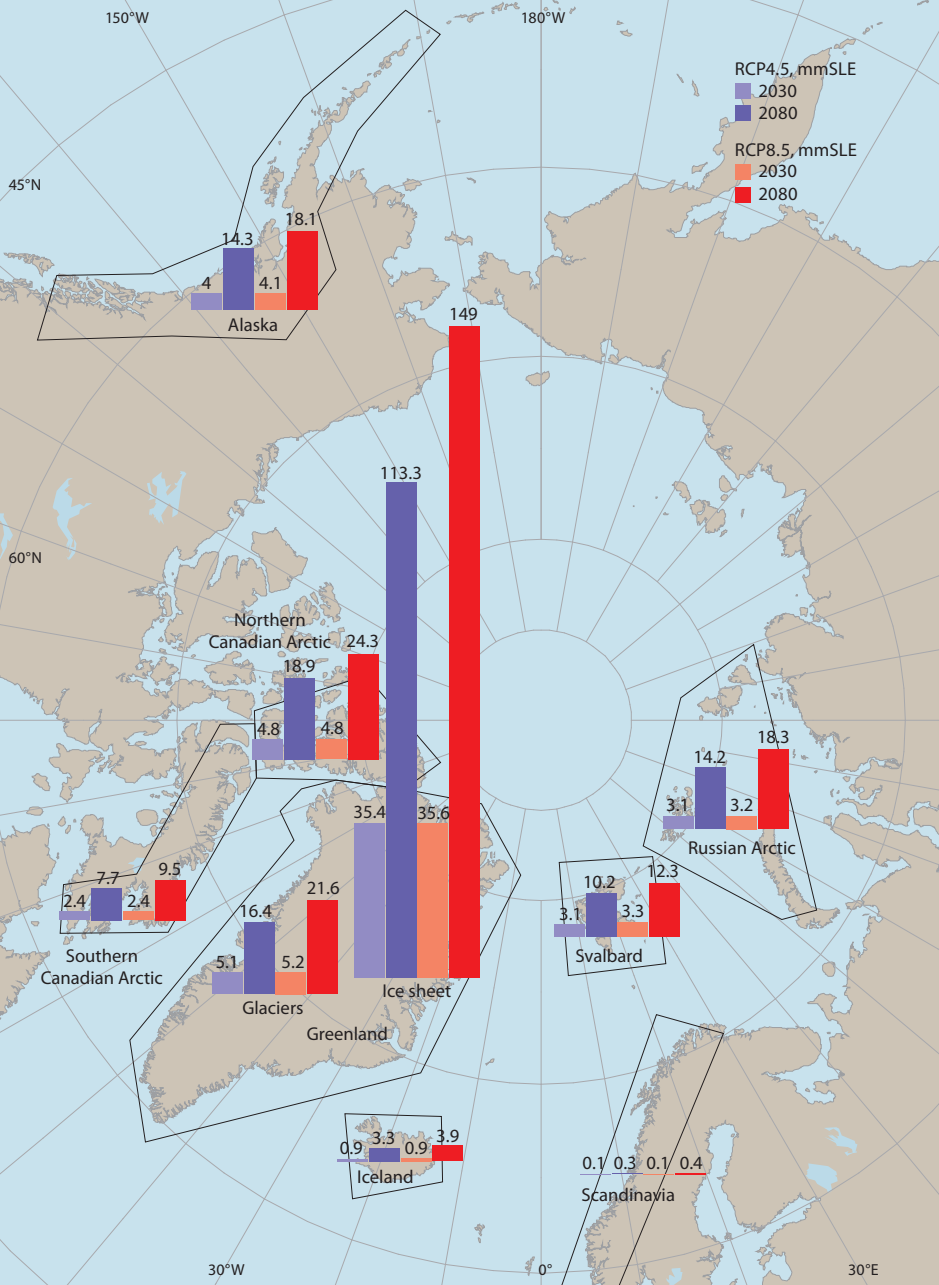 150°W
180°W
RCP4.5, mmSLE
2030
2080
RCP8.5, mmSLE
2030
2080
45°N
18.1
14.3
4
4.1
Alaska
149
113.3
60°N
Northern
Canadian Arctic
24.3
18.9
4.8
4.8
18.3
14.2
3.1
3.2
Russian Arctic
35.4
35.6
Ice sheet
9.5
7.7
2.4
2.4
Southern
Canadian Arctic
21.6
16.4
5.1
5.2
Glaciers
Greenland
12.3
10.2
3.1
3.3
Svalbard
0.9
3.3
0.9
3.9
Iceland
0.1
0.3
0.1
0.4
Scandinavia
30°W
0°
30°E